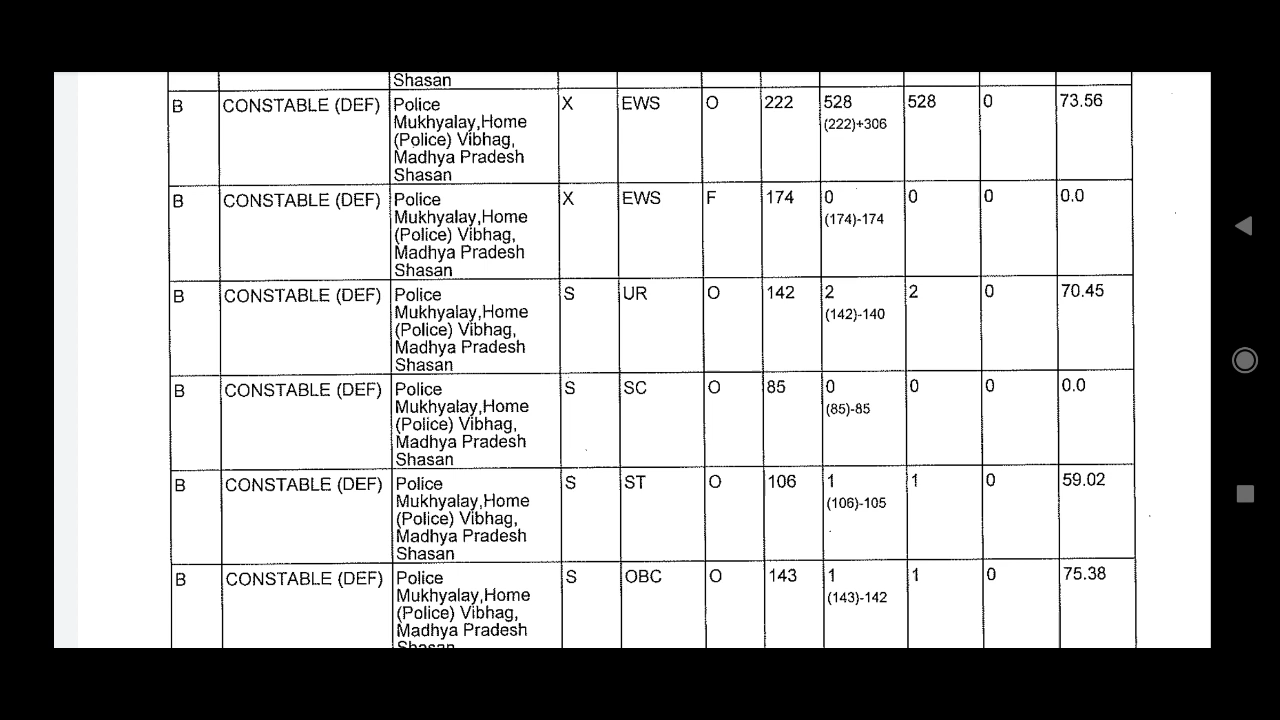 Shasan
B CONSTABLE (DEF) Police X EWS O 222 528 528 0 73.56
Mukhyalay,Home (222)+306
(Police) Vibhag,
Madhya Pradesh
Shasan
B CONSTABLE (DEF) Police X EWS F 174 0 0 0 0.0
Mukhyalay,Home (174)-174
(Police) Vibhag,
Madhya Pradesh
Shasan
B CONSTABLE (DEF) Police S UR O 142 2 2 0 70.45
Mukhyalay,Home (142)-140
(Police) Vibhag,
Madhya Pradesh
Shasan
B CONSTABLE (DEF) Police S SC O 85 0 0 0 0.0
Mukhyalay,Home (85)-85
(Police) Vibhag,
Madhya Pradesh
Shasan
B CONSTABLE (DEF) Police S ST O 106 1 1 0 59.02
Mukhyalay,Home (106)-105
(Police) Vibhag,
Madhya Pradesh
Shasan
B CONSTABLE (DEF) Police S OBC O 143 1 1 0 75.38
Mukhyalay,Home (143)-142
(Police) Vibhag,
Madhya Pradesh
Shasan